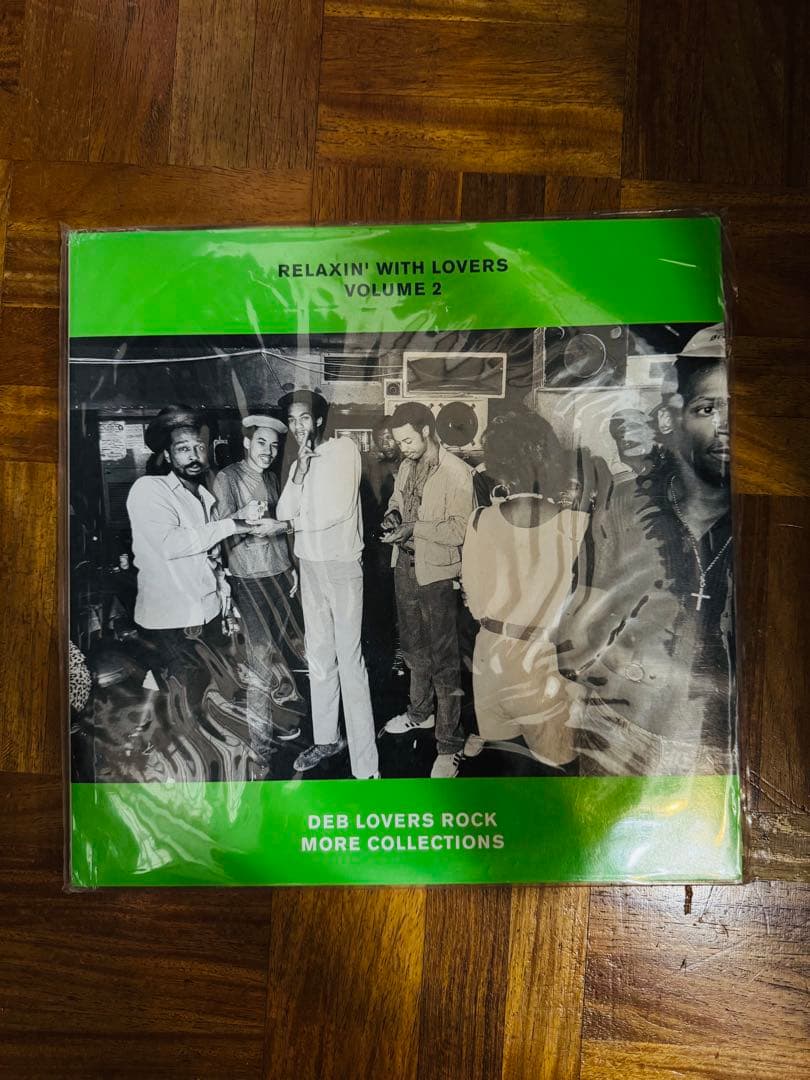 RELAXIN' WITH LOVERS
VOLUME 2
DEB LOVERS ROCK
MORE COLLECTIONS